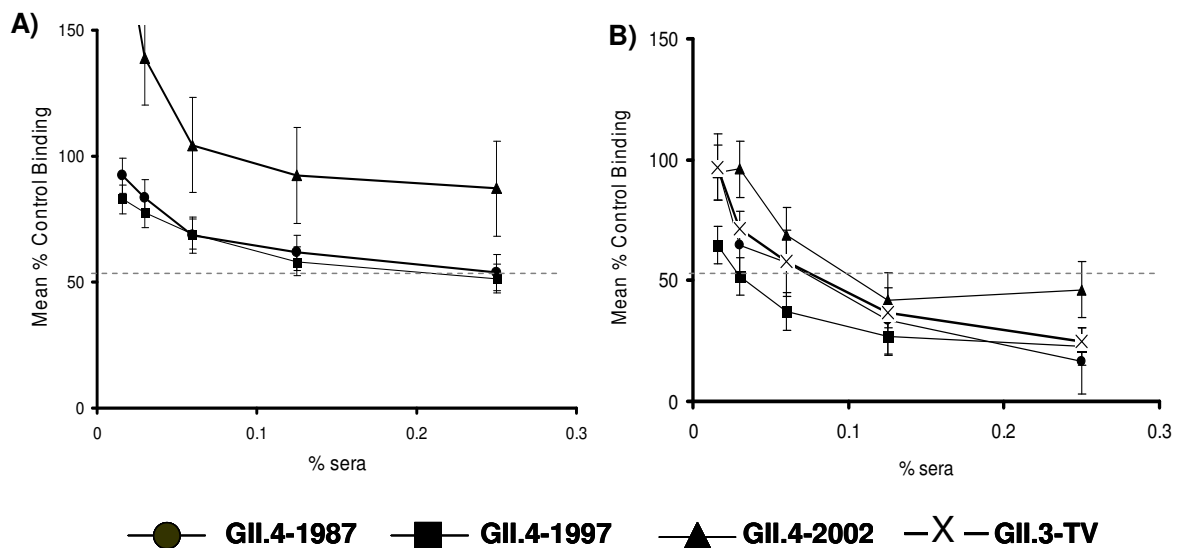 A)
150
100
50
0
Mean % Control Binding
0 0.1 0.2 0.3
% sera
B)
150
100
50
0
Mean % Control Binding
0 0.1 0.2 0.3
% sera
GII.4-1987 GII.4-1997 GII.4-2002 GII.3-TV